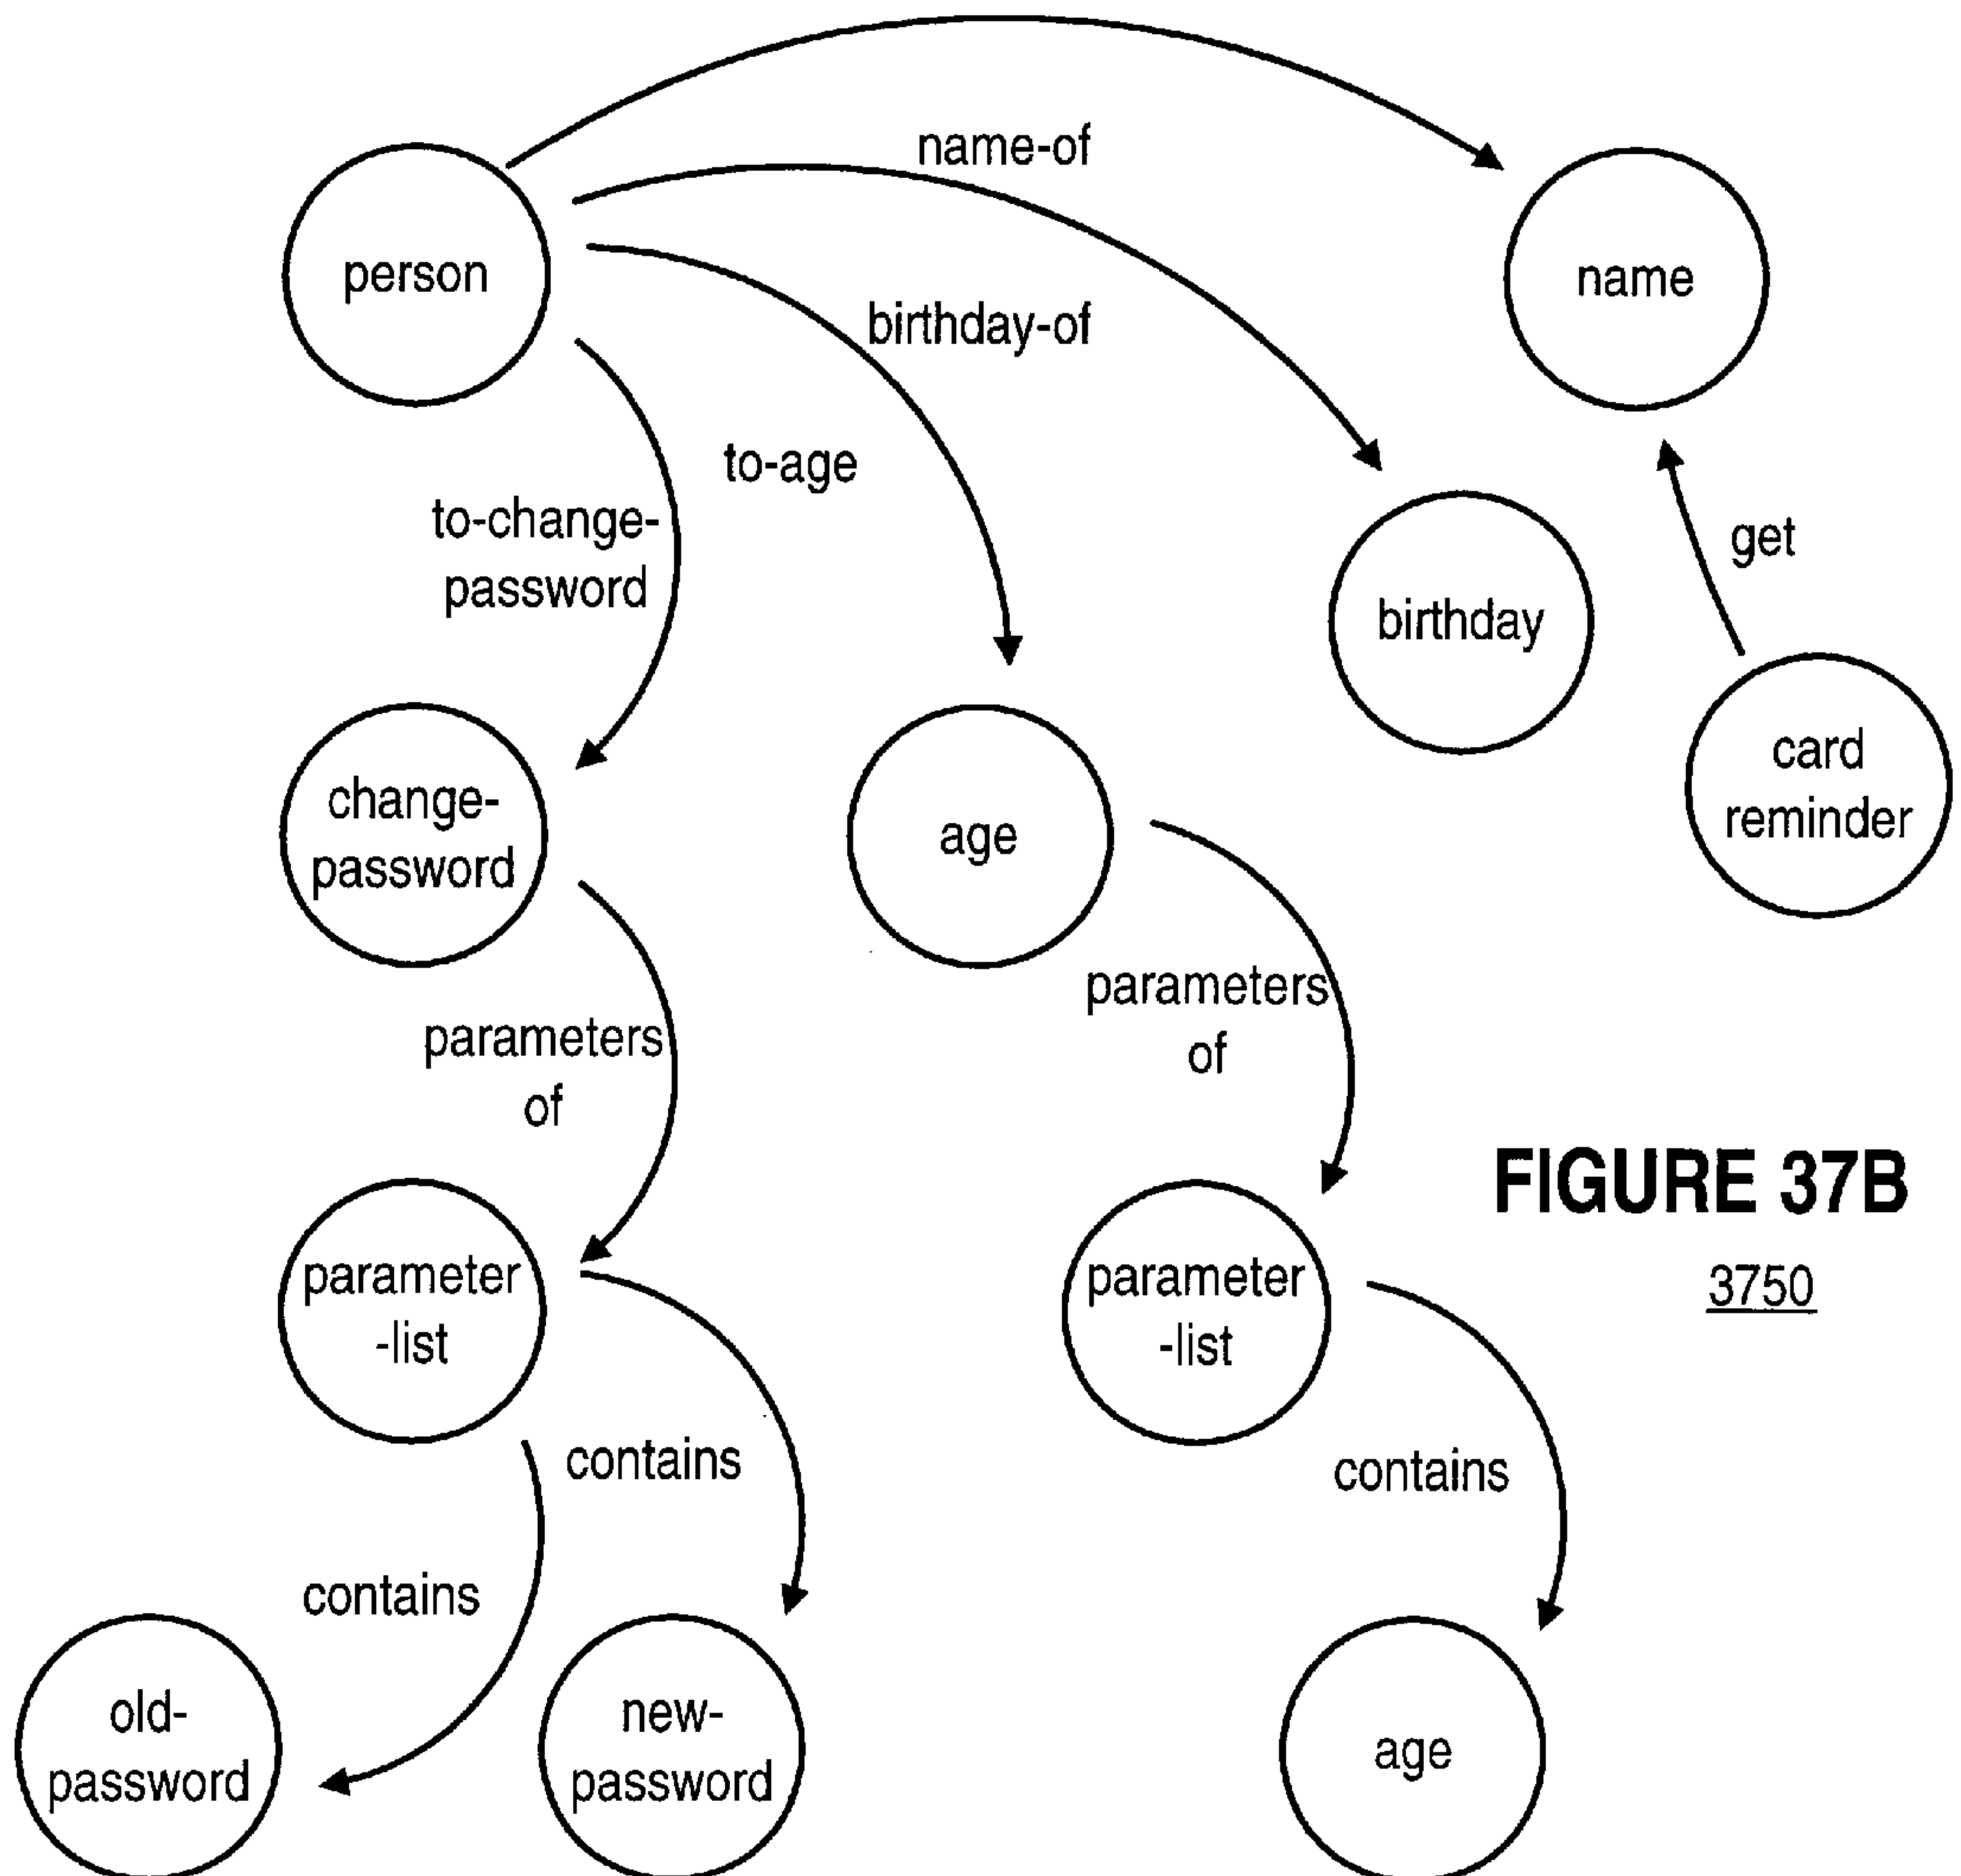 name-of
person
name
birthday-of
to-age
to-change-
password
get
birthday
card
reminder
change-
password
age
parameters
of
parameters
of
FIGURE 37B
3750
parameter
-list
parameter
-list
contains
contains
contains
old-
password
new-
password
age